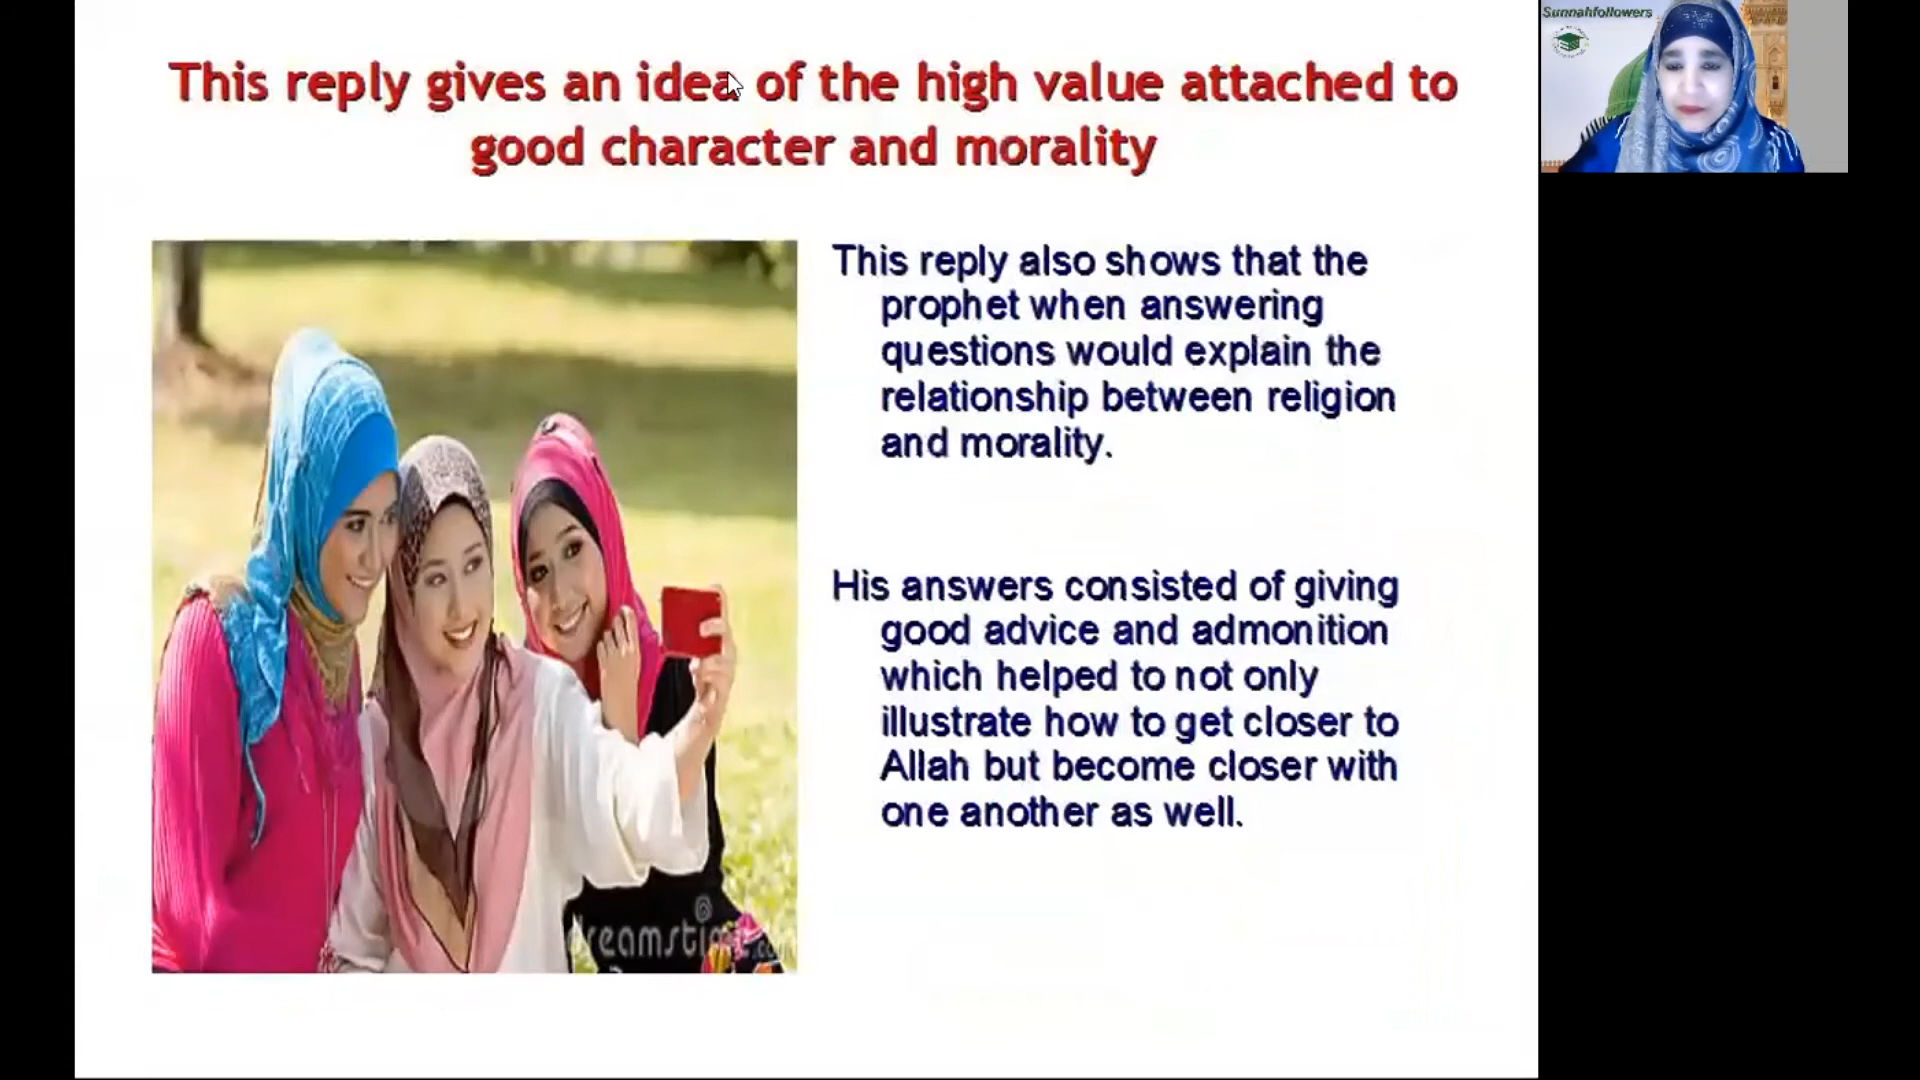 This reply gives an idea of the high value attached to
good character and morality
This reply also shows that the
prophet when answering
questions would explain the
relationship between religion
and morality.
His answers consisted of giving
good advice and admonition
which helped to not only
illustrate how to get closer to
Allah but become closer with
one another as well.
Sunnahfollowers